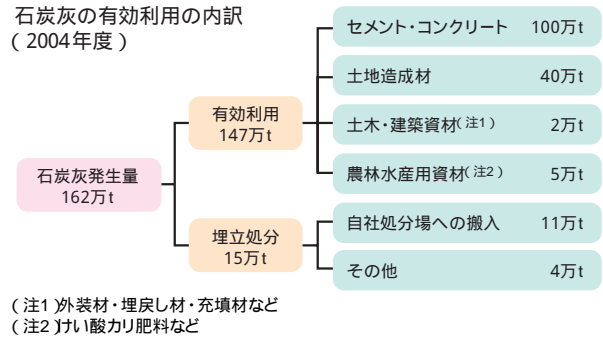 石炭灰の有効利用の内訳
(2004年度)
セメント・コンクリート 100万t
土地造成材 40万t
有効利用
147万t
土木・建築資材(注1) 2万t
農林水産用資材(注2) 5万t
石炭灰発生量
162万t
自社処分場への搬入 11万t
埋立処分
15万t
その他 4万t
(注1)外装材・埋戻し材・充填材など
(注2)けい酸カリ肥料など